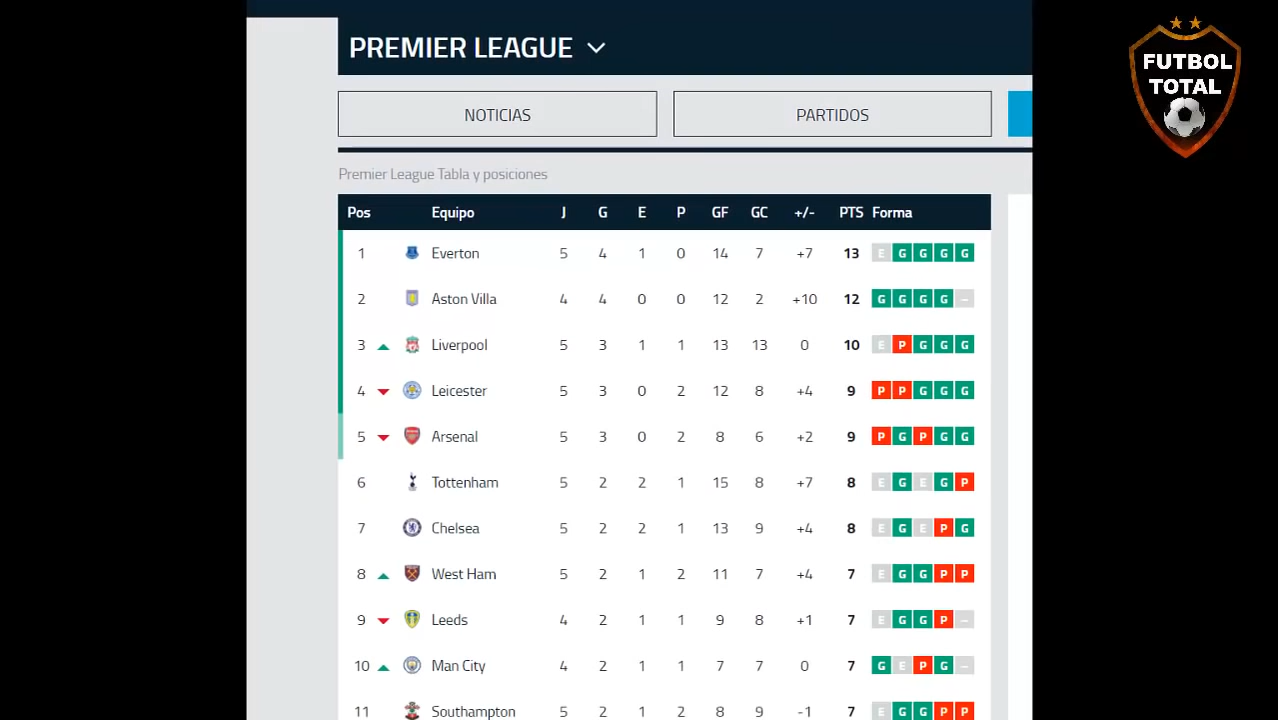 PREMIER LEAGUE
FUTBOL
TOTAL
NOTICIAS
PARTIDOS
Premier League Tabla y posiciones
Pos Equipo J G E P GF GC +/- PTS Forma
1 Everton 5 4 1 0 14 7 +7 13 E G G G G
2 Aston Villa 4 4 0 0 12 2 +10 12 G G G G –
3 Liverpool 5 3 1 1 13 13 0 10 E P G G G
4 Leicester 5 3 0 2 12 8 +4 9 P P G G G
5 Arsenal 5 3 0 2 8 6 +2 9 P G P G G
6 Tottenham 5 2 2 1 15 8 +7 8 E G E G P
7 Chelsea 5 2 2 1 13 9 +4 8 E G E P G
8 West Ham 5 2 1 2 11 7 +4 7 E G G P P
9 Leeds 4 2 1 1 9 8 +1 7 E G G P –
10 Man City 4 2 1 1 7 7 0 7 G E P G –
11 Southampton 5 2 1 2 8 9 -1 7 E G G P P